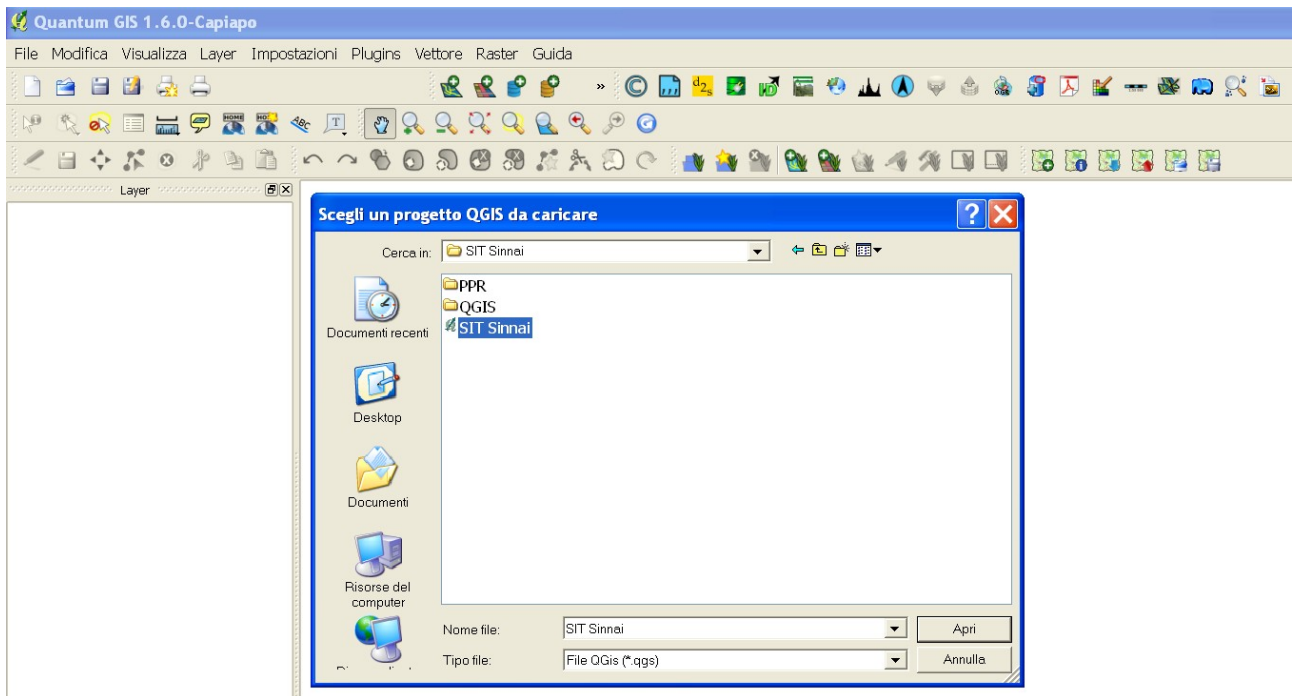 Quantum GIS 1.6.0-Capiapo
File Modifica Visualizza Layer Impostazioni Plugins Vettore Raster Guida
Layer
Scegli un progetto QGIS da caricare
Cerca in: SIT Sinnai
PPR
QGIS
SIT Sinnai
Documenti recenti
Desktop
Documenti
Risorse del
computer
Nome file: SIT Sinnai Apri
Tipo file: File QGis (*.qgs) Annulla